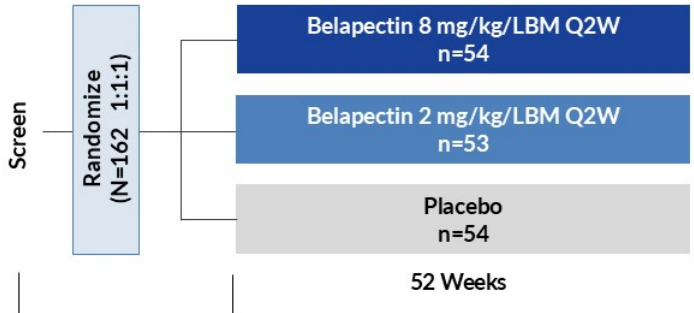 Screen
Randomize
(N=162 1:1:1)
Belapectin 8 mg/kg/LBM Q2W
n=54
Belapectin 2 mg/kg/LBM Q2W
n=53
Placebo
n=54
52 Weeks